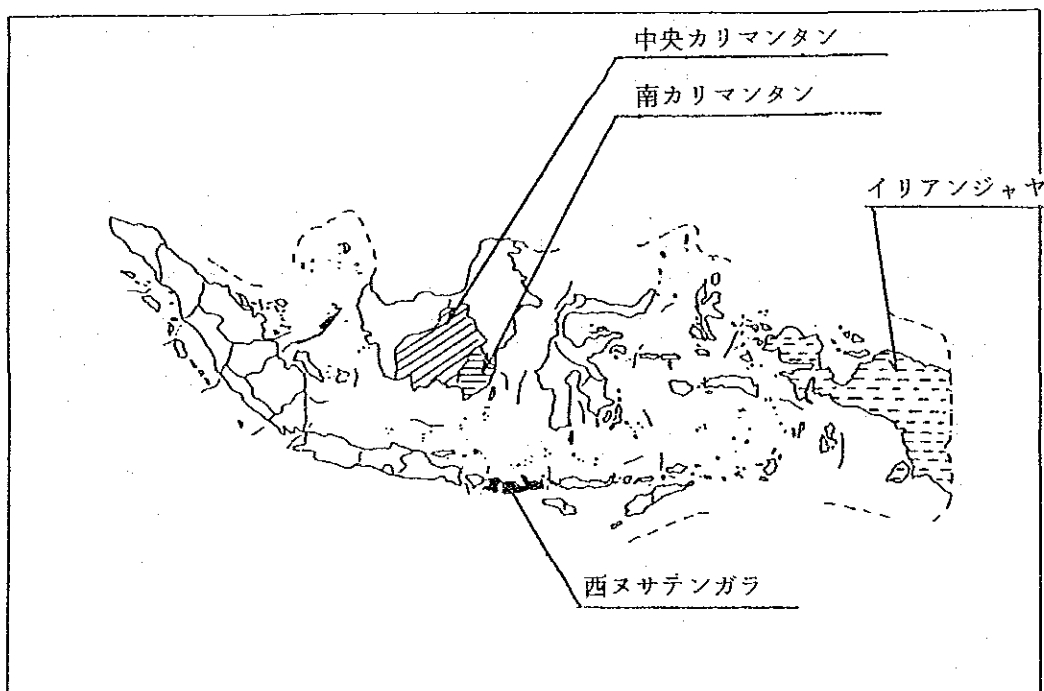 中央カリマンタン
南カリマンタン
イリアンジャヤ
西ヌサテンガラ